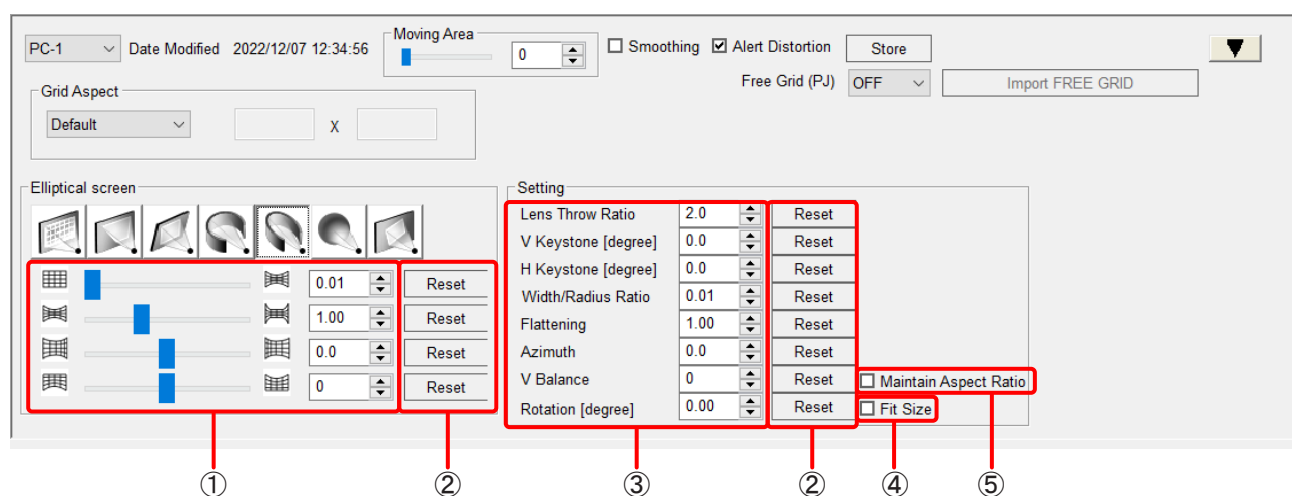 PC-1 Date Modified 2022/12/07 12:34:56 Moving Area 0 Smoothing Alert Distortion Store ▼
Free Grid (PJ) OFF Import FREE GRID
Grid Aspect
Default X
Elliptical screen
0.01 Reset
1.00 Reset
0.0 Reset
0 Reset
Setting
Lens Throw Ratio 2.0 Reset
V Keystone [degree] 0.0 Reset
H Keystone [degree] 0.0 Reset
Width/Radius Ratio 0.01 Reset
Flattening 1.00 Reset
Azimuth 0.0 Reset
V Balance 0 Reset Maintain Aspect Ratio
Rotation [degree] 0.00 Reset Fit Size
① ② ③ ② ④ ⑤